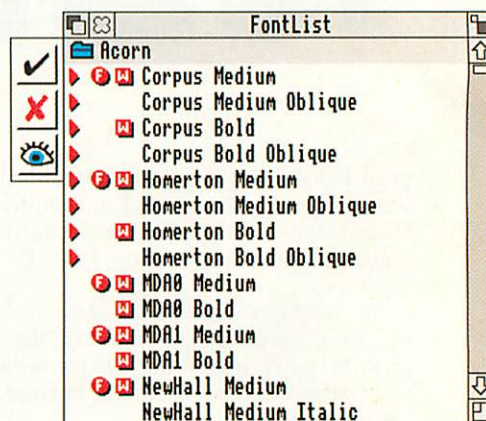 FontList
Acorn
F W Corpus Medium
Corpus Medium Oblique
W Corpus Bold
Corpus Bold Oblique
F W Homerton Medium
Homerton Medium Oblique
W Homerton Bold
Homerton Bold Oblique
F W MDA0 Medium
W MDA0 Bold
F W MDA1 Medium
W MDA1 Bold
F W NewHall Medium
NewHall Medium Italic